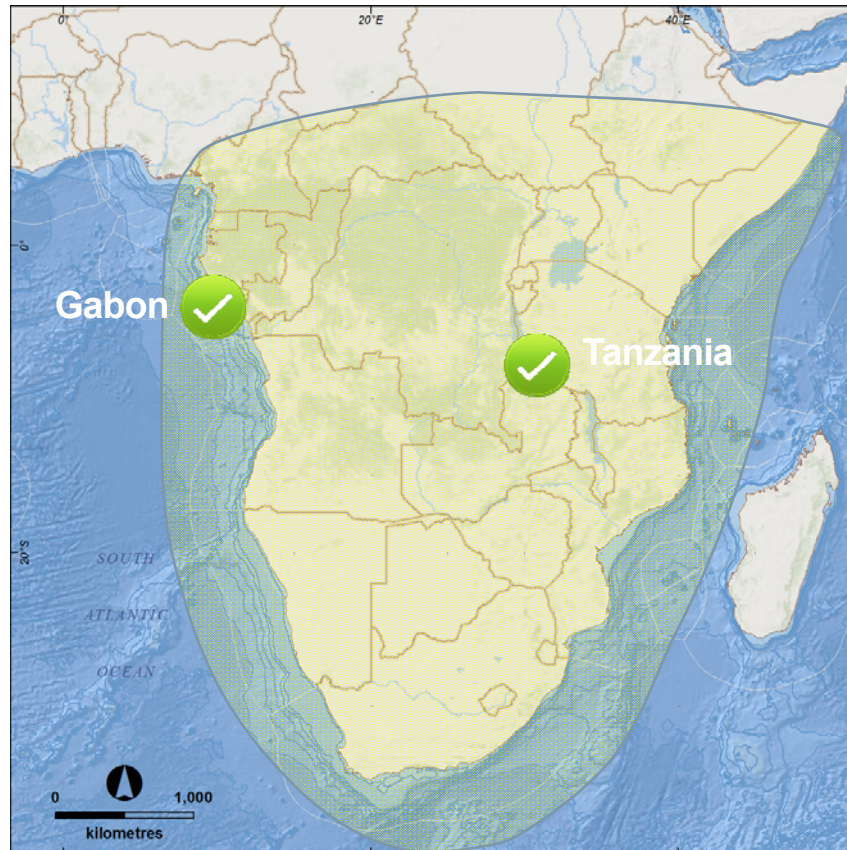 0°
20°E
40°E
0°
Gabon
Tanzania
20°S
SOUTH
ATLANTIC
OCEAN
0 1,000
kilometres